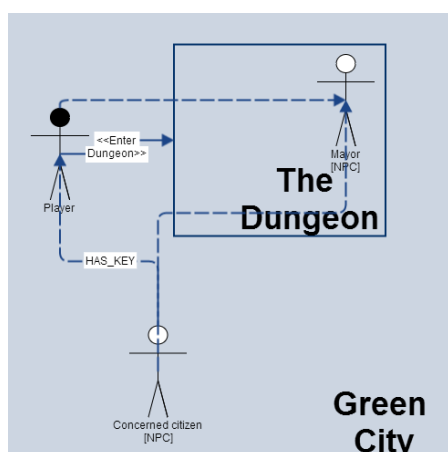 <<Enter
Dungeon>>
Player
Mayor
[NPC]
The
Dungeon
HAS_KEY
Concerned citizen
[NPC]
Green
City